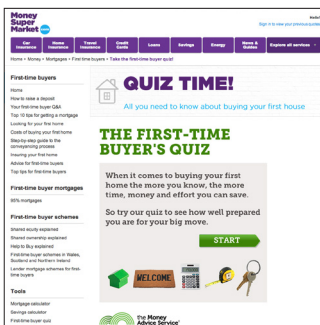 Money
Super
Market
Hello!
Sign in to view your previous quotes
Car Insurance
Home Insurance
Travel Insurance
Credit Cards
Loans
Savings
Energy
News & Guides
Explore all services
Home › Money › Mortgages › First time buyers › Take the first-time buyer quiz!
First-time buyers
Home
How to raise a deposit
Your first-time buyer Q&A
Top 10 tips for getting a mortgage
Looking for your first home
Costs of buying your first home
Step-by-step guide to the
conveyancing process
Insuring your first home
Advice for first-time buyers
Top tips for first-time buyers
First-time buyer mortgages
95% mortgages
First-time buyer schemes
Shared equity explained
Shared ownership explained
Help to Buy explained
First-time buyer schemes in Wales,
Scotland and Northern Ireland
Lender mortgage schemes for first-
time buyers
Tools
Mortgage calculator
Savings calculator
First-time buyer quiz
QUIZ TIME!
All you need to know about buying your first house
THE FIRST-TIME
BUYER'S QUIZ
When it comes to buying your first
home the more you know, the more
time, money and effort you can save.
So try our quiz to see how well prepared
you are for your big move.
START
WELCOME
the Money
Advice Service